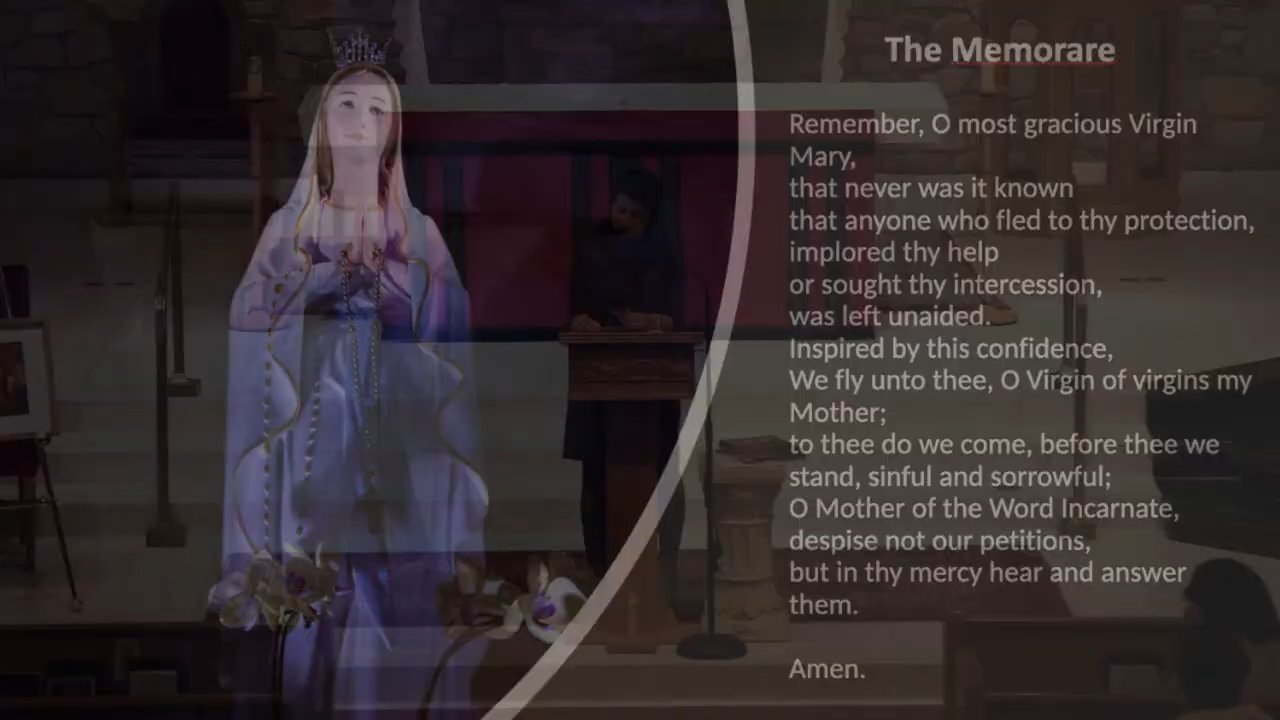 The Memorare
Remember, O most gracious Virgin
Mary,
that never was it known
that anyone who fled to thy protection,
implored thy help
or sought thy intercession,
was left unaided.
Inspired by this confidence,
We fly unto thee, O Virgin of virgins my
Mother;
to thee do we come, before thee we
stand, sinful and sorrowful;
O Mother of the Word Incarnate,
despise not our petitions,
but in thy mercy hear and answer
them.
Amen.